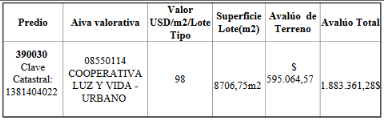 Predio
Aiva valorativa
Valor
USD/m2/Lote
Tipo
Superficie
Lote(m2)
Avalúo de
Terreno
Avalúo Total
390030
Clave
Catastral:
1381404022
08550114
COOPERATIVA
LUZ Y VIDA -
URBANO
98
8706,75m2
$
595.064,57
1.883.361,28$